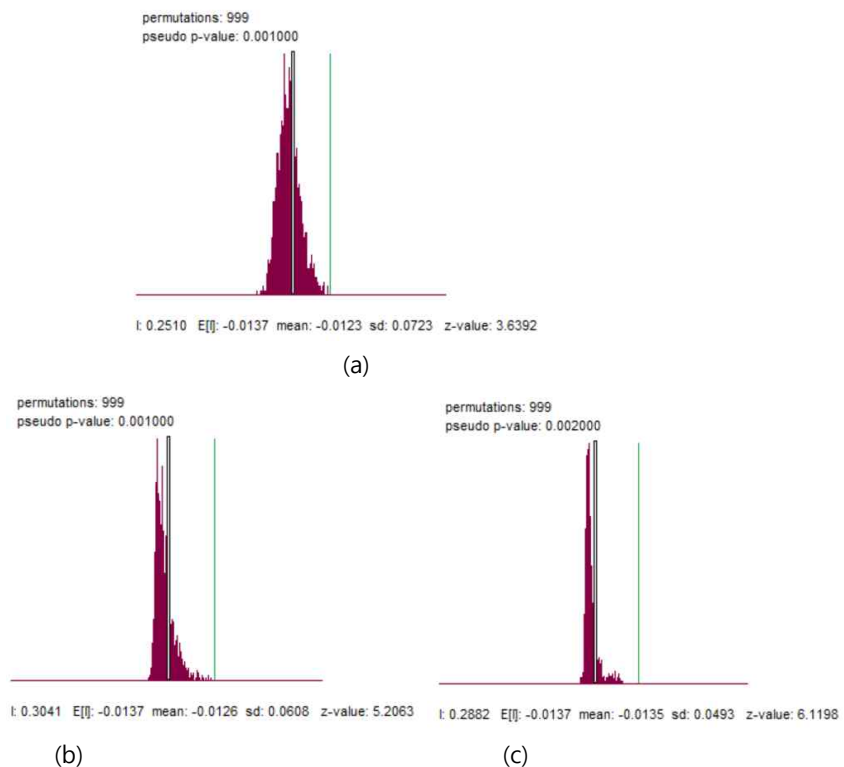 permutations: 999
pseudo p-value: 0.001000
I: 0.2510 E[I]: -0.0137 mean: -0.0123 sd: 0.0723 z-value: 3.6392
(a)
permutations: 999
pseudo p-value: 0.001000
I: 0.3041 E[I]: -0.0137 mean: -0.0126 sd: 0.0608 z-value: 5.2063
(b)
permutations: 999
pseudo p-value: 0.002000
I: 0.2882 E[I]: -0.0137 mean: -0.0135 sd: 0.0493 z-value: 6.1198
(c)